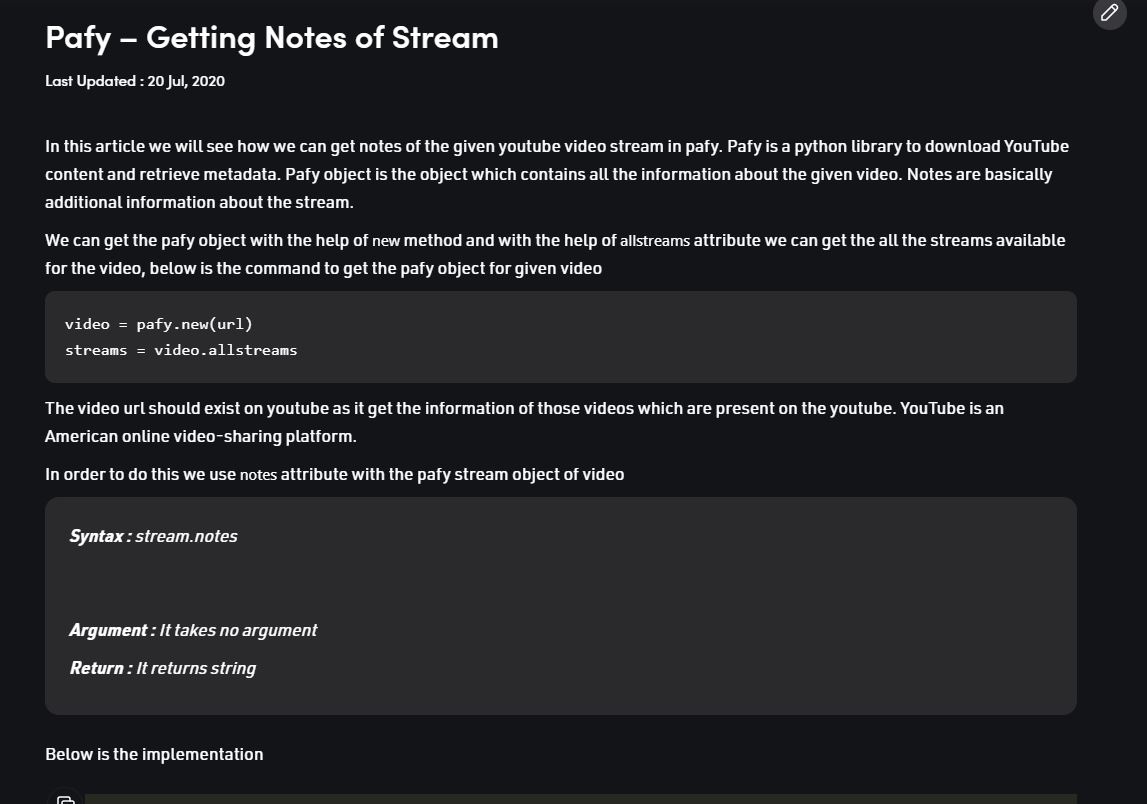 Pafy – Getting Notes of Stream
Last Updated : 20 Jul, 2020
In this article we will see how we can get notes of the given youtube video stream in pafy. Pafy is a python library to download YouTube
content and retrieve metadata. Pafy object is the object which contains all the information about the given video. Notes are basically
additional information about the stream.
We can get the pafy object with the help of new method and with the help of allstreams attribute we can get the all the streams available
for the video, below is the command to get the pafy object for given video
video = pafy.new(url)
streams = video.allstreams
The video url should exist on youtube as it get the information of those videos which are present on the youtube. YouTube is an
American online video-sharing platform.
In order to do this we use notes attribute with the pafy stream object of video
Syntax : stream.notes
Argument : It takes no argument
Return : It returns string
Below is the implementation